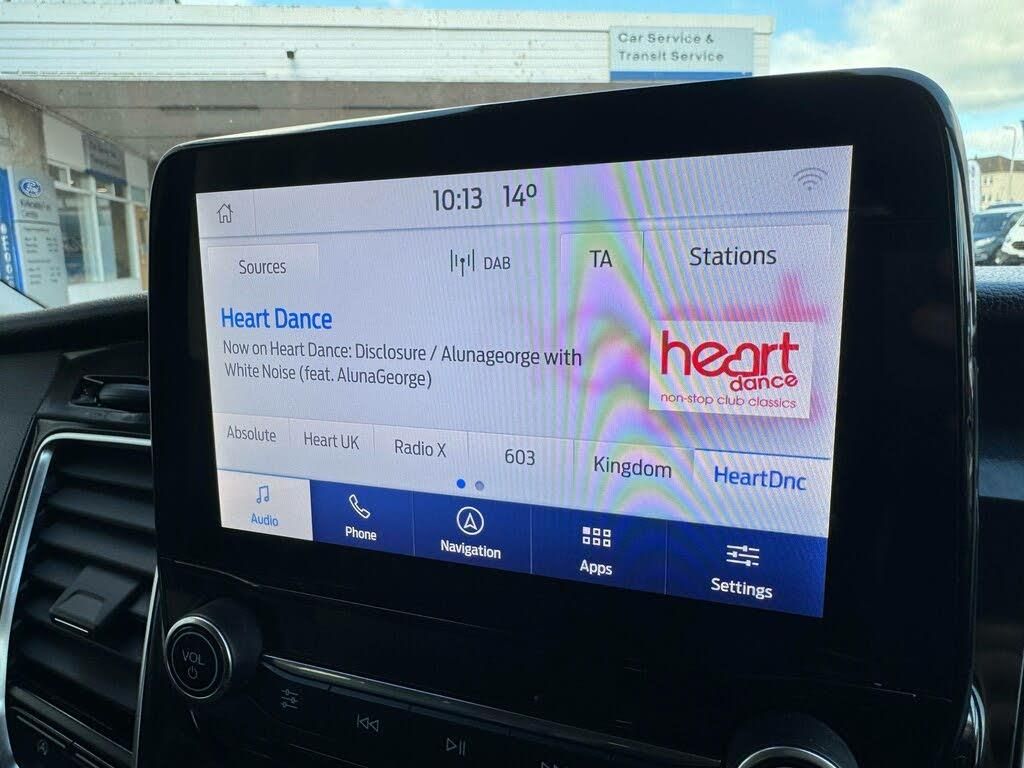 Car Service &
Transit Service
Ford
10:13 14º
Sources
DAB
TA
Stations
Heart Dance
Now on Heart Dance: Disclosure / Alunageorge with
White Noise (feat. AlunaGeorge)
heart
dance
non-stop club classics
Absolute
Heart UK
Radio X
603
Kingdom
HeartDnc
Audio
Phone
Navigation
Apps
Settings
VOL